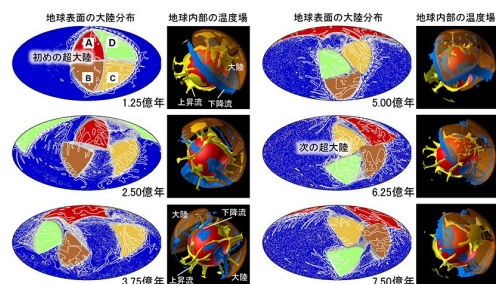 地球表面の大陸分布
地球内部の温度場
地球表面の大陸分布
地球内部の温度場
A
D
初めの超大陸
B
C
1.25億年
大陸
上昇流
下降流
5.00億年
2.50億年
次の超大陸
6.25億年
3.75億年
大陸
下降流
上昇流
大陸
7.50億年